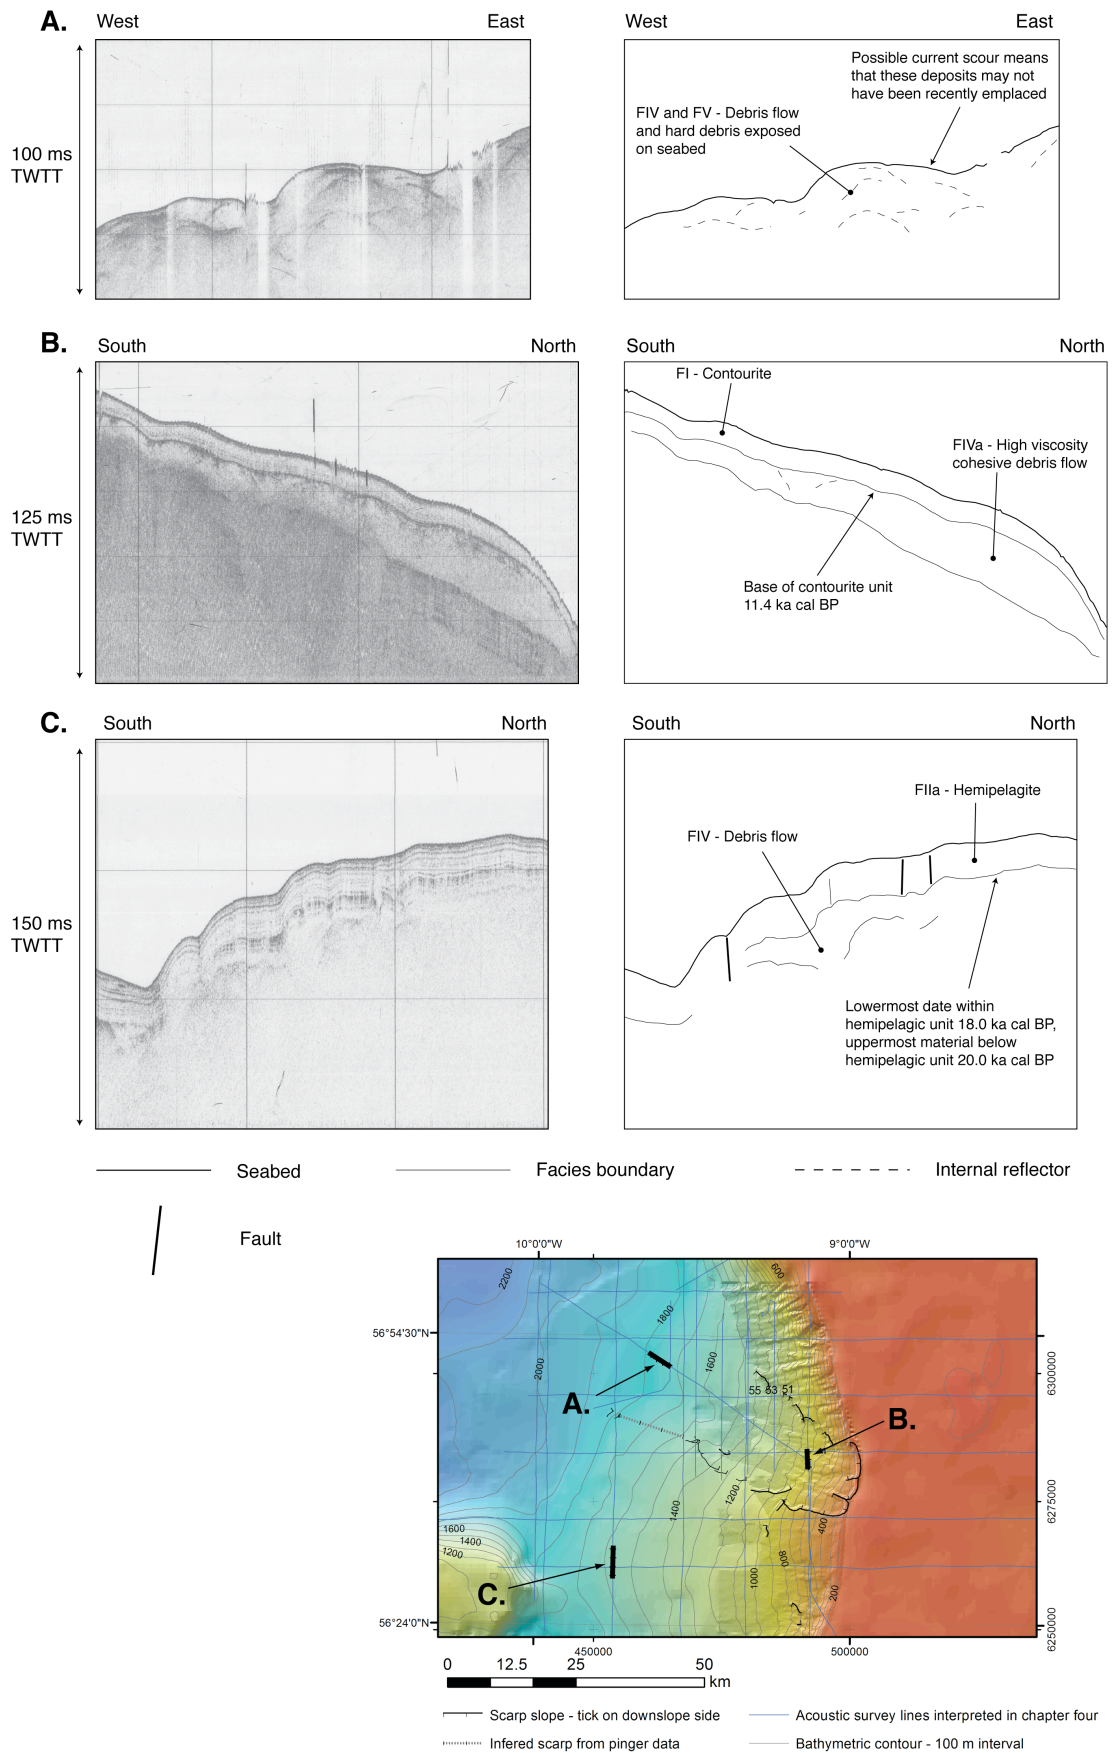 A.
West
East
West
East
100 ms
TWTT
Possible current scour means
that these deposits may not
have been recently emplaced
FIV and FV - Debris flow
and hard debris exposed
on seabed
B.
South
North
South
North
125 ms
TWTT
FI - Contourite
FIVa - High viscosity
cohesive debris flow
Base of contourite unit
11.4 ka cal BP
C.
South
North
South
North
150 ms
TWTT
FIIa - Hemipelagite
FIV - Debris flow
Lowermost date within
hemipelagic unit 18.0 ka cal BP,
uppermost material below
hemipelagic unit 20.0 ka cal BP
Seabed
Facies boundary
Internal reflector
Fault
10°0'0"W
9°0'0"W
2200
600
1800
56°54'30"N
2000
1600
6300000
55 53 51
A.
B.
1200
1400
6275000
400
1600
1400
1200
800
1000
C.
200
56°24'0"N
6250000
450000
500000
0
12.5
25
50
km
Scarp slope - tick on downslope side
Acoustic survey lines interpreted in chapter four
Infered scarp from pinger data
Bathymetric contour - 100 m interval